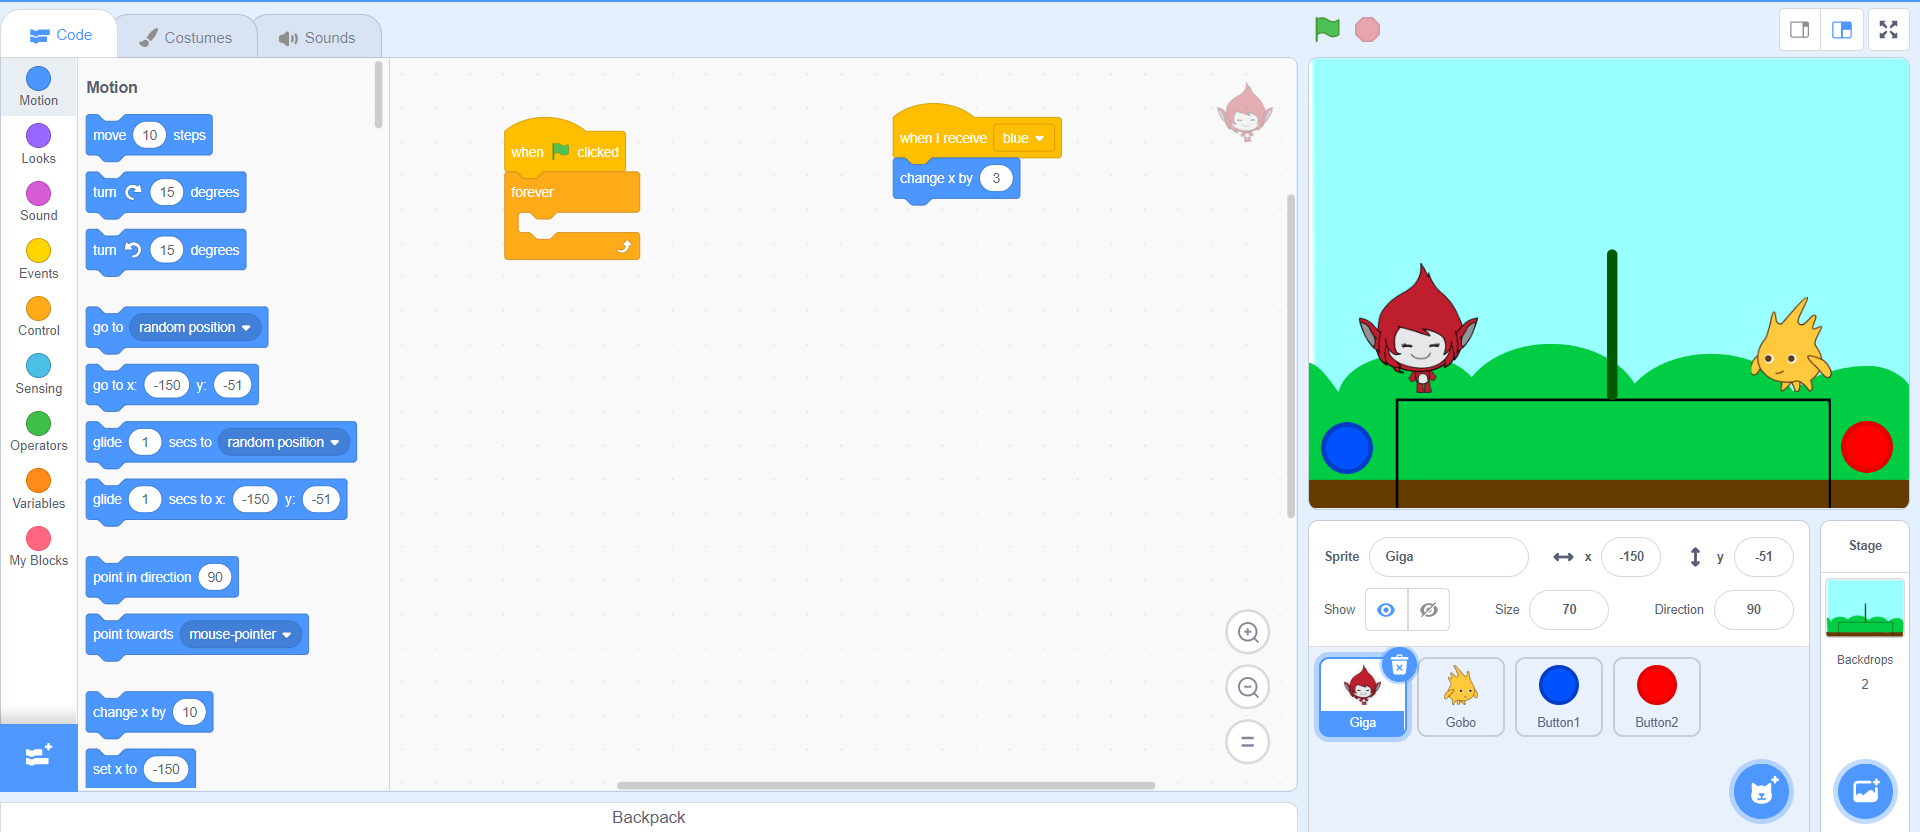 Code
Costumes
Sounds
Motion
Looks
Sound
Events
Control
Sensing
Operators
Variables
My Blocks
Motion
move 10 steps
turn 15 degrees
turn 15 degrees
go to random position
go to x: -150 y: -51
glide 1 secs to random position
glide 1 secs to x: -150 y: -51
point in direction 90
point towards mouse-pointer
change x by 10
set x to -150
when clicked
forever
when I receive blue
change x by 3
Backpack
Sprite Giga x -150 y -51
Show Size 70 Direction 90
Giga
Gobo
Button1
Button2
Stage
Backdrops
2